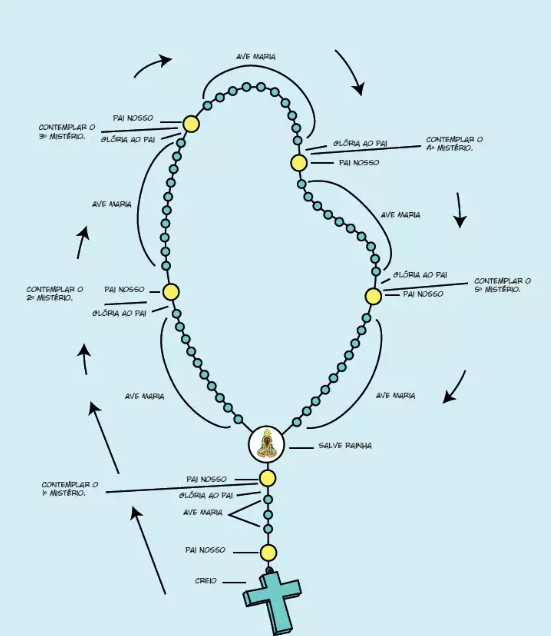 AVE MARIA
PAI NOSSO
CONTEMPLAR O
3º MISTÉRIO.
GLÓRIA AO PAI
GLÓRIA AO PAI
CONTEMPLAR O
4º MISTÉRIO.
PAI NOSSO
AVE MARIA
AVE MARIA
GLÓRIA AO PAI
CONTEMPLAR O
5º MISTÉRIO.
PAI NOSSO
CONTEMPLAR O
2º MISTÉRIO.
PAI NOSSO
GLÓRIA AO PAI
AVE MARIA
AVE MARIA
SALVE RAINHA
PAI NOSSO
CONTEMPLAR O
1º MISTÉRIO.
GLÓRIA AO PAI
AVE MARIA
PAI NOSSO
CREIO